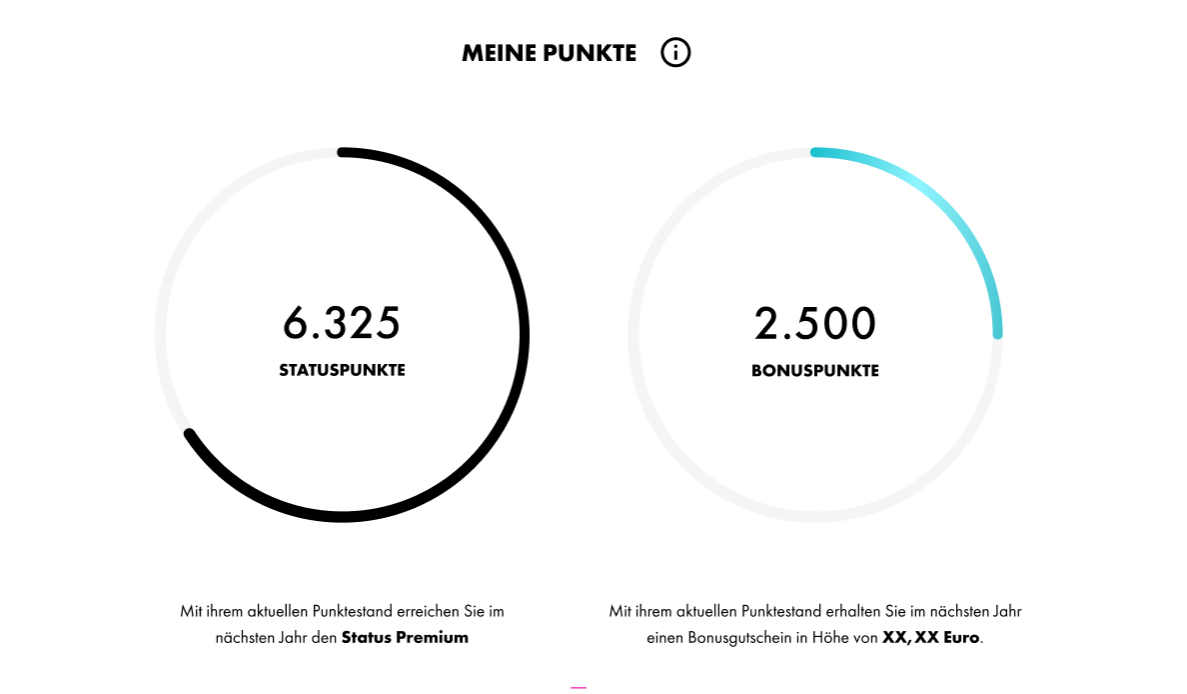 MEINE PUNKTE
6.325
STATUSPUNKTE
2.500
BONUSPUNKTE
Mit ihrem aktuellen Punktestand erreichen Sie im
nächsten Jahr den Status Premium
Mit ihrem aktuellen Punktestand erhalten Sie im nächsten Jahr
einen Bonusgutschein in Höhe von XX,XX Euro.